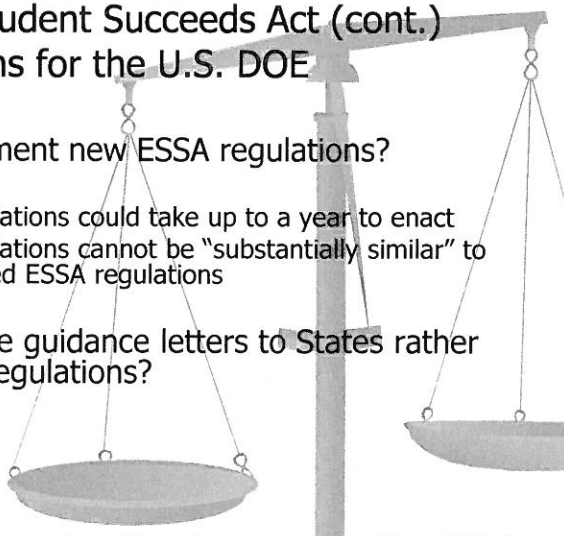 udent Succeeds Act (cont.)
ns for the U.S. DOE
ment new ESSA regulations?
ations could take up to a year to enact
ations cannot be "substantially similar" to
ed ESSA regulations
e guidance letters to States rather
egulations?